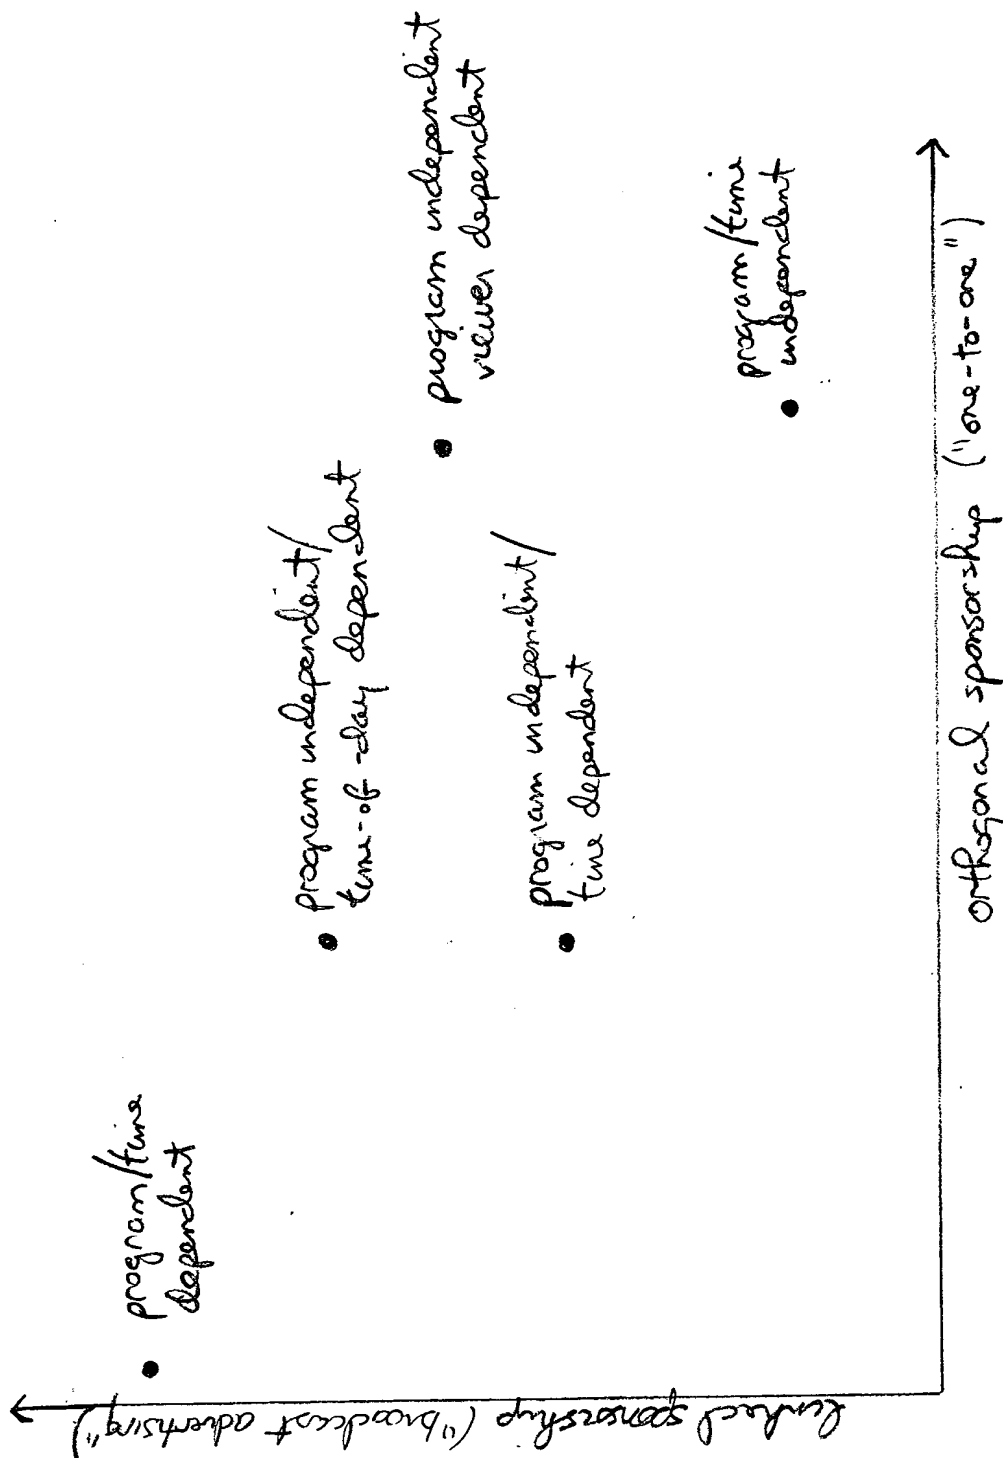 linked sponsorship ("broadcast advertising")
program/time
dependent
program independent/
time-of-day dependent
program independent
viewer dependent
program independent/
time dependent
program/time
independent
orthogonal sponsorship ("one-to-one")